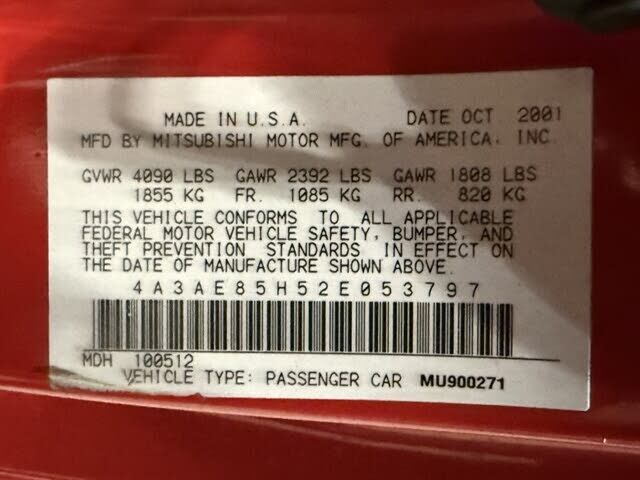 MADE IN U.S.A. DATE OCT 2001
MFD BY MITSUBISHI MOTOR MFG. OF AMERICA, INC
GVWR 4090 LBS GAWR 2392 LBS GAWR 1808 LBS
1855 KG FR. 1085 KG RR. 820 KG
THIS VEHICLE CONFORMS TO ALL APPLICABLE
FEDERAL MOTOR VEHICLE SAFETY, BUMPER, AND
THEFT PREVENTION STANDARDS IN EFFECT ON
THE DATE OF MANUFACTURE SHOWN ABOVE.
4A3AE85H52E053797
MDH 100512
VEHICLE TYPE: PASSENGER CAR MU900271